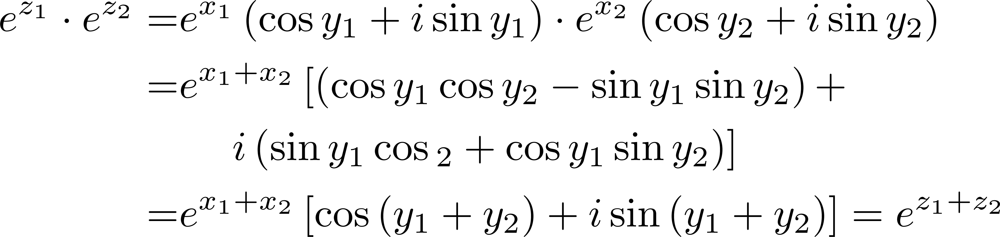 e^{z_1} · e^{z_2} = e^{x_1} (cos y_1 + i sin y_1) · e^{x_2} (cos y_2 + i sin y_2)
= e^{x_1+x_2} [(cos y_1 cos y_2 − sin y_1 sin y_2) +
i (sin y_1 cos _2 + cos y_1 sin y_2)]
= e^{x_1+x_2} [cos (y_1 + y_2) + i sin (y_1 + y_2)] = e^{z_1+z_2}